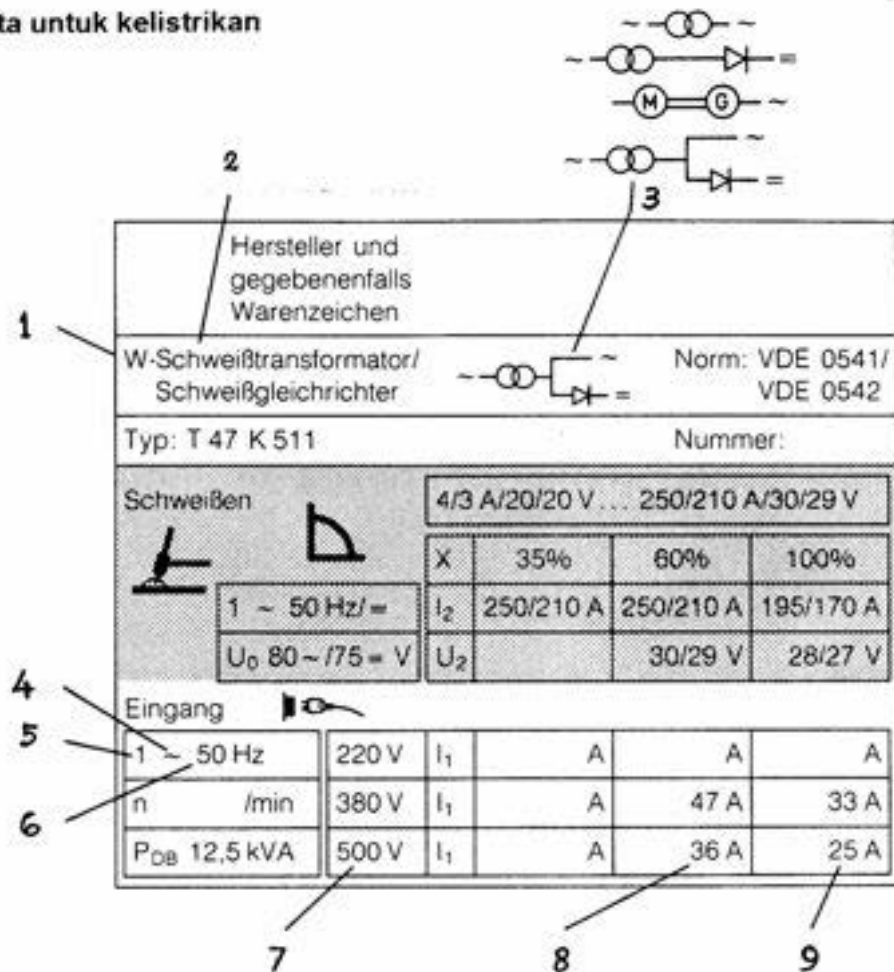 ta untuk kelistrikan
~ ~
~ =
M G ~
~ ~
=
2
3
Hersteller und
gegebenenfalls
Warenzeichen
1
W-Schweißtransformator/
Schweißgleichrichter
~ ~
=
Norm: VDE 0541/
VDE 0542
Typ: T 47 K 511 Nummer:
Schweißen
4/3 A/20/20 V... 250/210 A/30/29 V
X 35% 60% 100%
1 ~ 50 Hz/= I₂ 250/210 A 250/210 A 195/170 A
U₀ 80~/75= V U₂ 30/29 V 28/27 V
4
Eingang
5
1 ~ 50 Hz 220 V I₁ A A A
6
n /min 380 V I₁ A 47 A 33 A
P_DB 12,5 kVA 500 V I₁ A 36 A 25 A
7 8 9